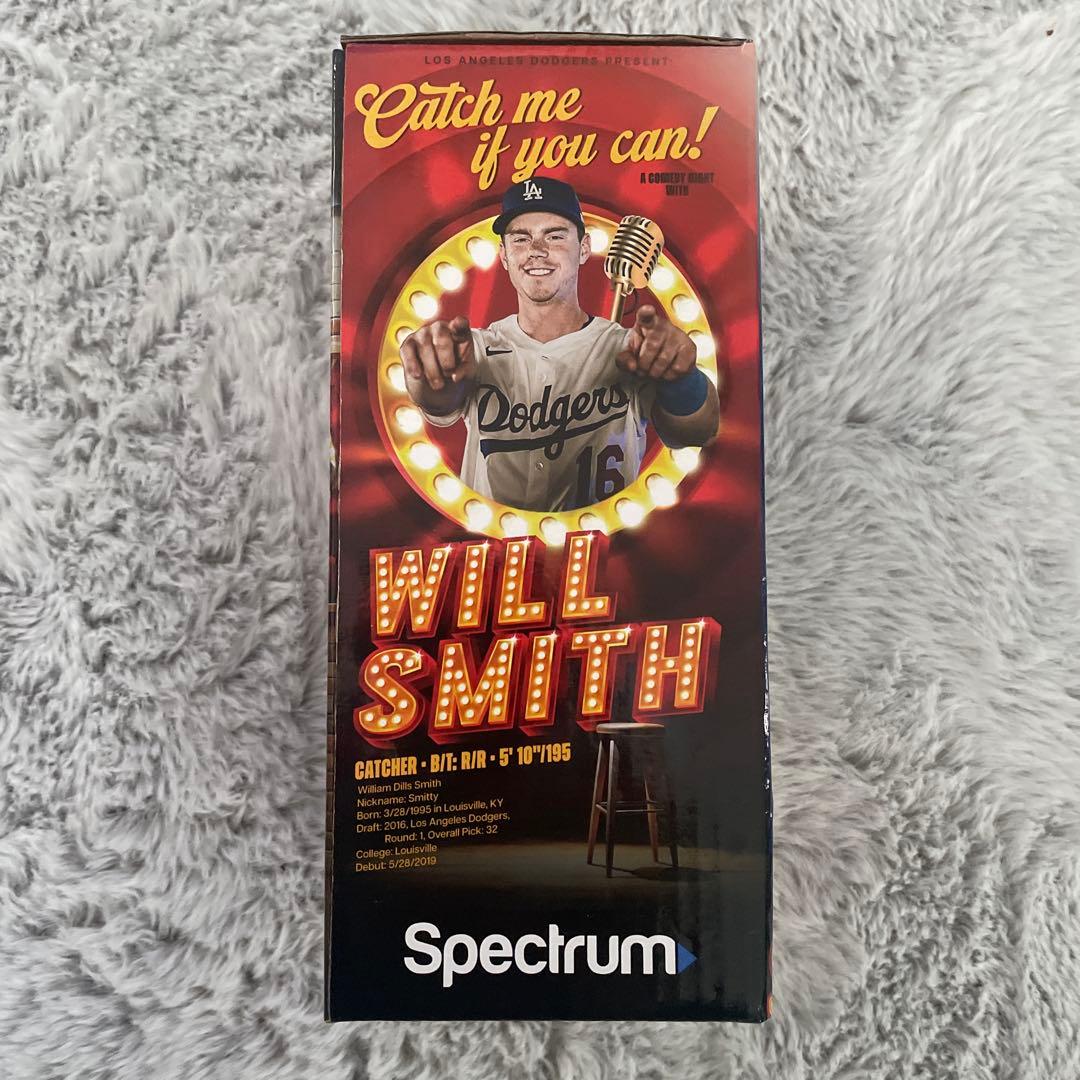 LOS ANGELES DODGERS PRESENT
Catch me
if you can!
A COMEDY NIGHT
WITH
LA
Dodgers
16
WILL
SMITH
CATCHER • B/T: R/R • 5' 10"/195
William Dills Smith
Nickname: Smitty
Born: 3/28/1995 in Louisville, KY
Draft: 2016, Los Angeles Dodgers,
Round: 1, Overall Pick: 32
College: Louisville
Debut: 5/28/2019
Spectrum